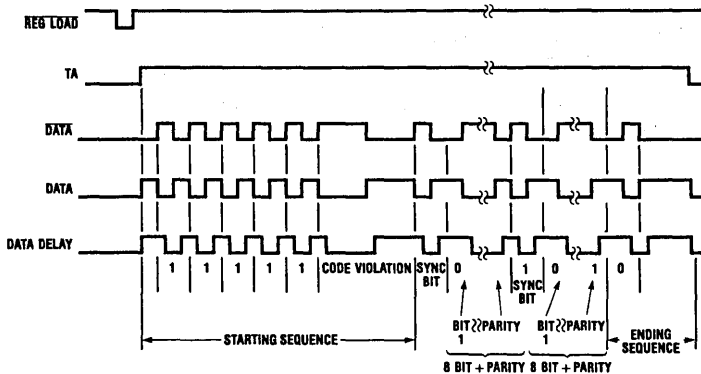 REG LOAD
TA
DATA
DATA
DATA DELAY
1 1 1 1 1 CODE VIOLATION SYNC BIT 0 1 0 1 0
SYNC BIT
BIT 1 PARITY BIT 1 PARITY
STARTING SEQUENCE ENDING SEQUENCE
8 BIT + PARITY 8 BIT + PARITY